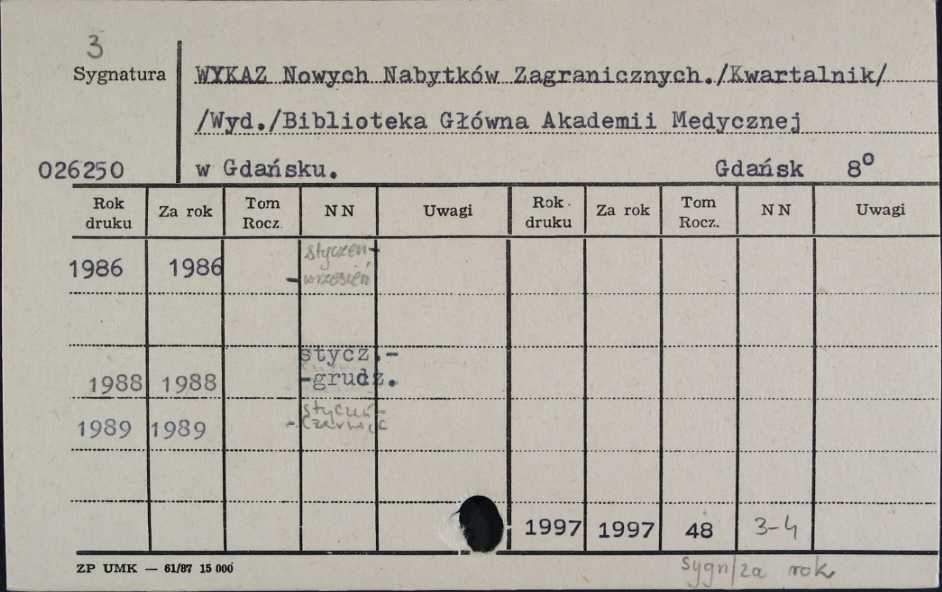 3
Sygnatura
WYKAZ Nowych Nabytków Zagranicznych./Kwartalnik/
/Wyd./Biblioteka Główna Akademii Medycznej
026250 w Gdańsku. Gdańsk 8°
Rok druku Za rok Tom Rocz. NN Uwagi Rok druku Za rok Tom Rocz. NN Uwagi
1986 1986 styczeń-
-wrzesień
stycz.-
1988 1988 -grudz.
styczeń-
1989 1989 -czerwiec
1997 1997 48 3-4
ZP UMK — 61/87 15 000
sygn/za rok